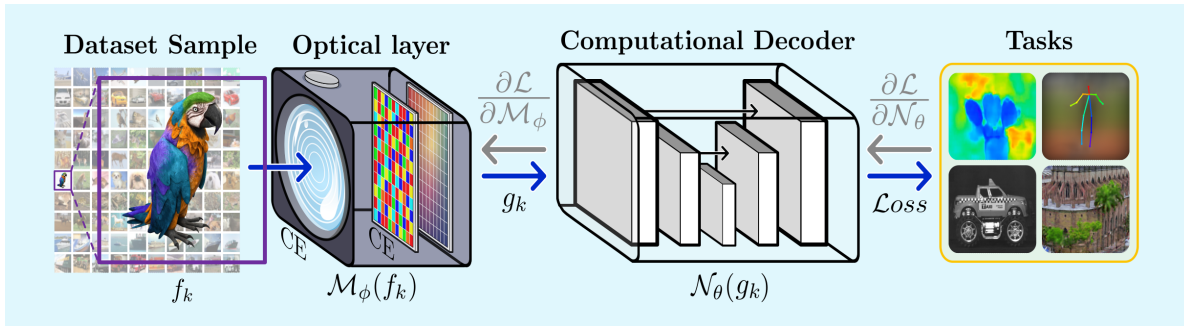 Dataset Sample
Optical layer
Computational Decoder
Tasks
∂ℒ
∂ℳ_ϕ
∂ℒ
∂𝒩_θ
g_k
ℒoss
CE
CE
f_k
ℳ_ϕ(f_k)
𝒩_θ(g_k)